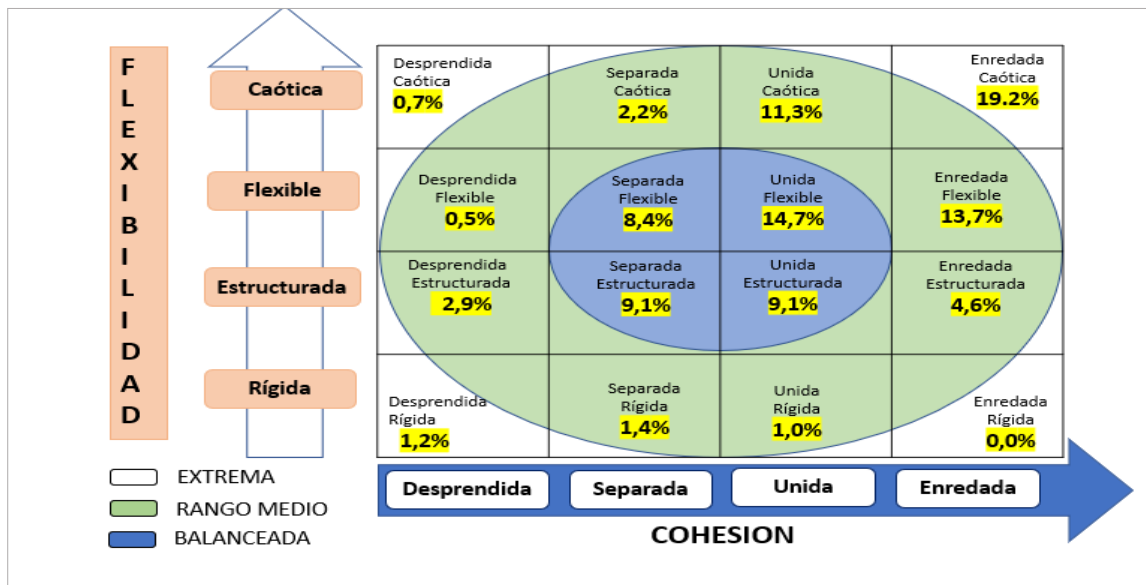 FLEXIBILIDAD
Caótica
Flexible
Estructurada
Rígida
Desprendida
Caótica
0,7%
Separada
Caótica
2,2%
Unida
Caótica
11,3%
Enredada
Caótica
19.2%
Desprendida
Flexible
0,5%
Separada
Flexible
8,4%
Unida
Flexible
14,7%
Enredada
Flexible
13,7%
Desprendida
Estructurada
2,9%
Separada
Estructurada
9,1%
Unida
Estructurada
9,1%
Enredada
Estructurada
4,6%
Desprendida
Rígida
1,2%
Separada
Rígida
1,4%
Unida
Rígida
1,0%
Enredada
Rígida
0,0%
EXTREMA
RANGO MEDIO
BALANCEADA
Desprendida
Separada
Unida
Enredada
COHESION